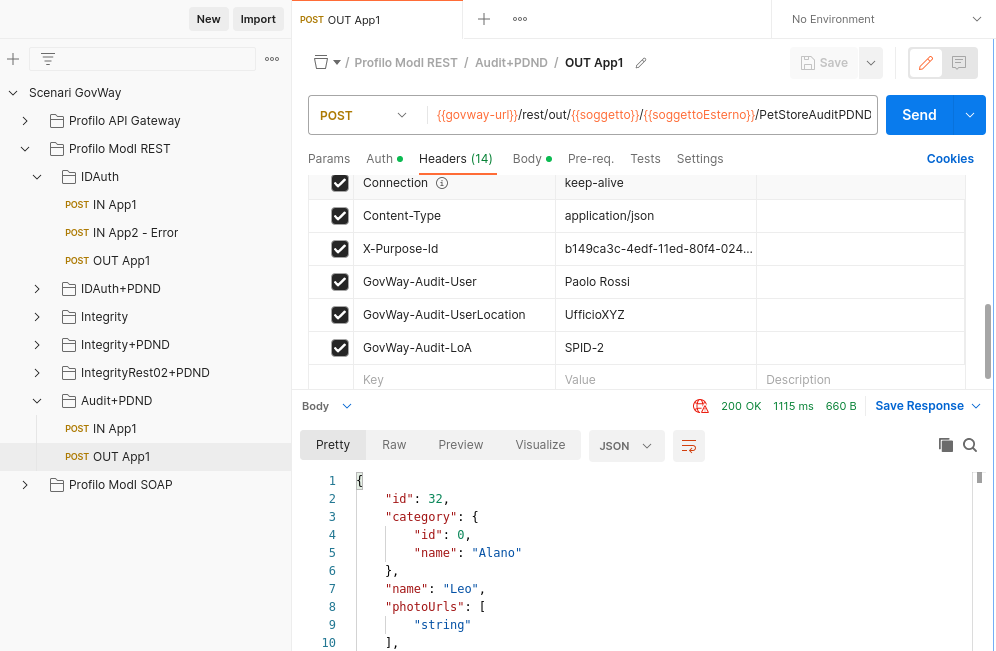 New Import
POST OUT App1
No Environment
Scenari GovWay
Profilo API Gateway
Profilo ModI REST
IDAuth
POST IN App1
POST IN App2 - Error
POST OUT App1
IDAuth+PDND
Integrity
Integrity+PDND
IntegrityRest02+PDND
Audit+PDND
POST IN App1
POST OUT App1
Profilo ModI SOAP
/ Profilo ModI REST / Audit+PDND / OUT App1
Save
POST {{govway-url}}/rest/out/{{soggetto}}/{{soggettoEsterno}}/PetStoreAuditPDND
Send
Params Auth Headers (14) Body Pre-req. Tests Settings Cookies
Connection keep-alive
Content-Type application/json
X-Purpose-Id b149ca3c-4edf-11ed-80f4-024...
GovWay-Audit-User Paolo Rossi
GovWay-Audit-UserLocation UfficioXYZ
GovWay-Audit-LoA SPID-2
Key Value Description
Body 200 OK 1115 ms 660 B Save Response
Pretty Raw Preview Visualize JSON
1 {
2 "id": 32,
3 "category": {
4 "id": 0,
5 "name": "Alano"
6 },
7 "name": "Leo",
8 "photoUrls": [
9 "string"
10 ],